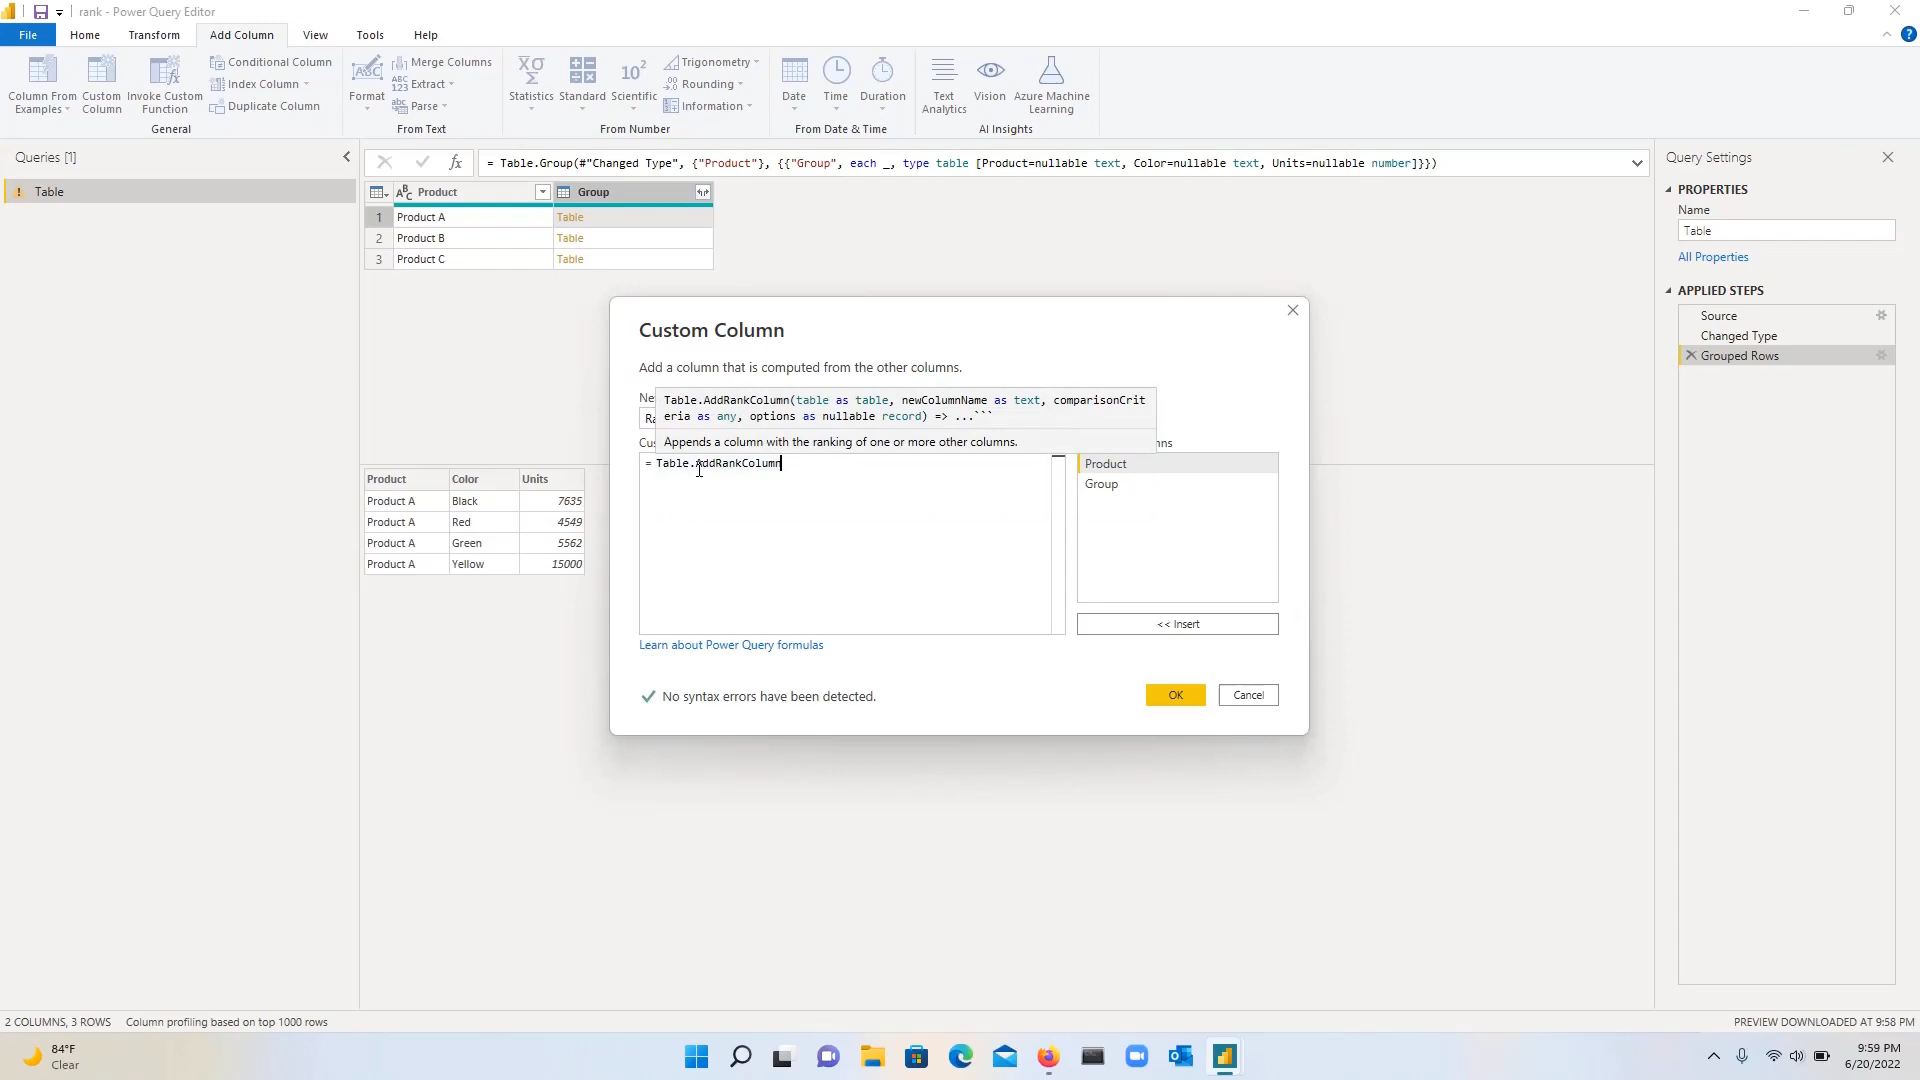 rank - Power Query Editor
File Home Transform Add Column View Tools Help
Column From Examples
Custom Column
Invoke Custom Function
Conditional Column
Index Column
Duplicate Column
General
ABC
Format
Merge Columns
ABC
123 Extract
abc Parse
From Text
Χσ
Σ
Statistics
Standard
10²
Scientific
Trigonometry
.00 Rounding
Information
From Number
Date
Time
Duration
From Date & Time
Text Analytics
Vision
Azure Machine Learning
AI Insights
Queries [1]
Table
fx = Table.Group(#"Changed Type", {"Product"}, {{"Group", each _, type table [Product=nullable text, Color=nullable text, Units=nullable number]}})
ABC Product Group
1 Product A Table
2 Product B Table
3 Product C Table
Custom Column
Add a column that is computed from the other columns.
Table.AddRankColumn(table as table, newColumnName as text, comparisonCrit
eria as any, options as nullable record) => ...```
Appends a column with the ranking of one or more other columns.
= Table.AddRankColumn
Product
Group
<< Insert
Learn about Power Query formulas
No syntax errors have been detected.
OK Cancel
Product Color Units
Product A Black 7635
Product A Red 4549
Product A Green 5562
Product A Yellow 15000
Query Settings
PROPERTIES
Name
Table
All Properties
APPLIED STEPS
Source
Changed Type
Grouped Rows
2 COLUMNS, 3 ROWS Column profiling based on top 1000 rows
PREVIEW DOWNLOADED AT 9:58 PM
84°F
Clear
9:59 PM
6/20/2022